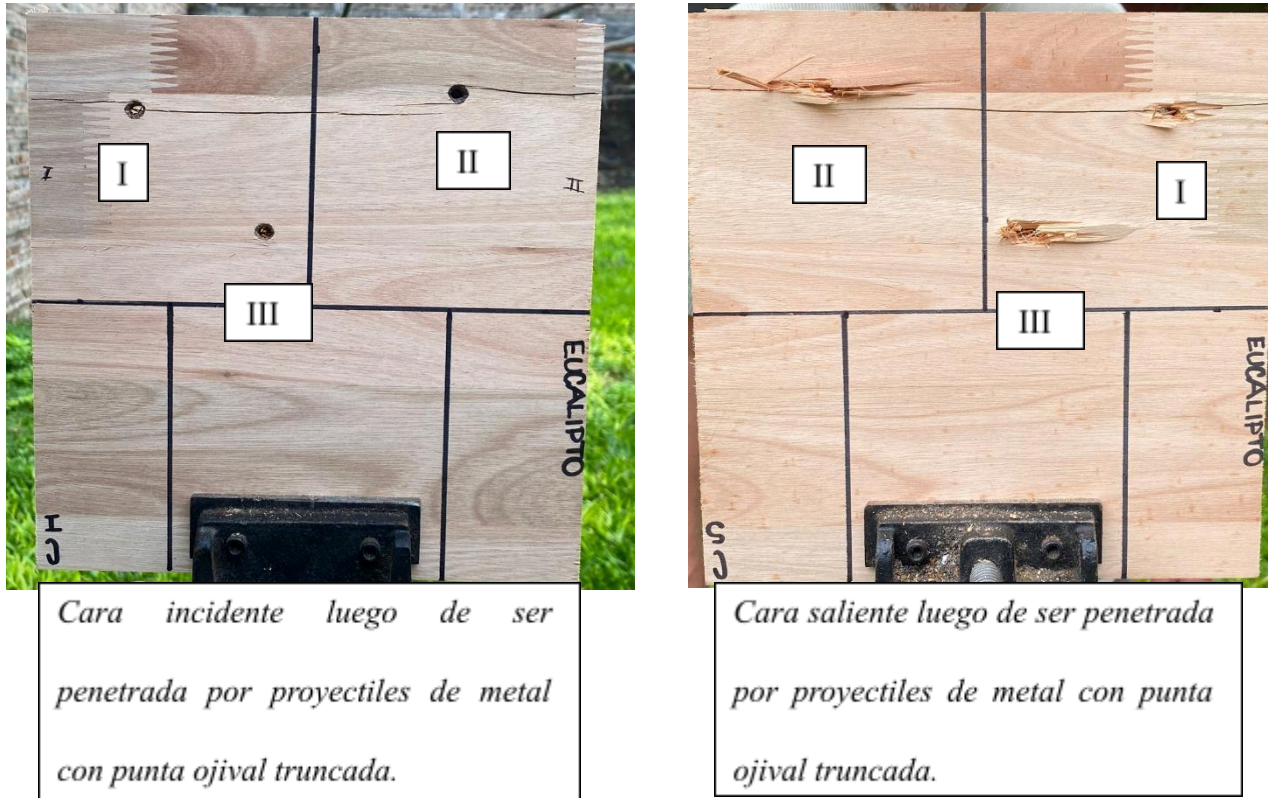 I
II
I
II
III
EUCALIPTO
I
J
Cara incidente luego de ser
penetrada por proyectiles de metal
con punta ojival truncada.
II
I
III
EUCALIPTO
S
J
Cara saliente luego de ser penetrada
por proyectiles de metal con punta
ojival truncada.